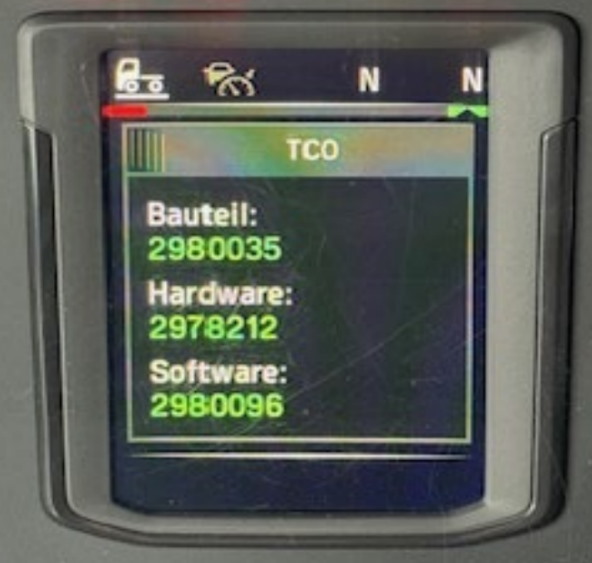 N N
TCO
Bauteil:
2980035
Hardware:
2978212
Software:
2980096